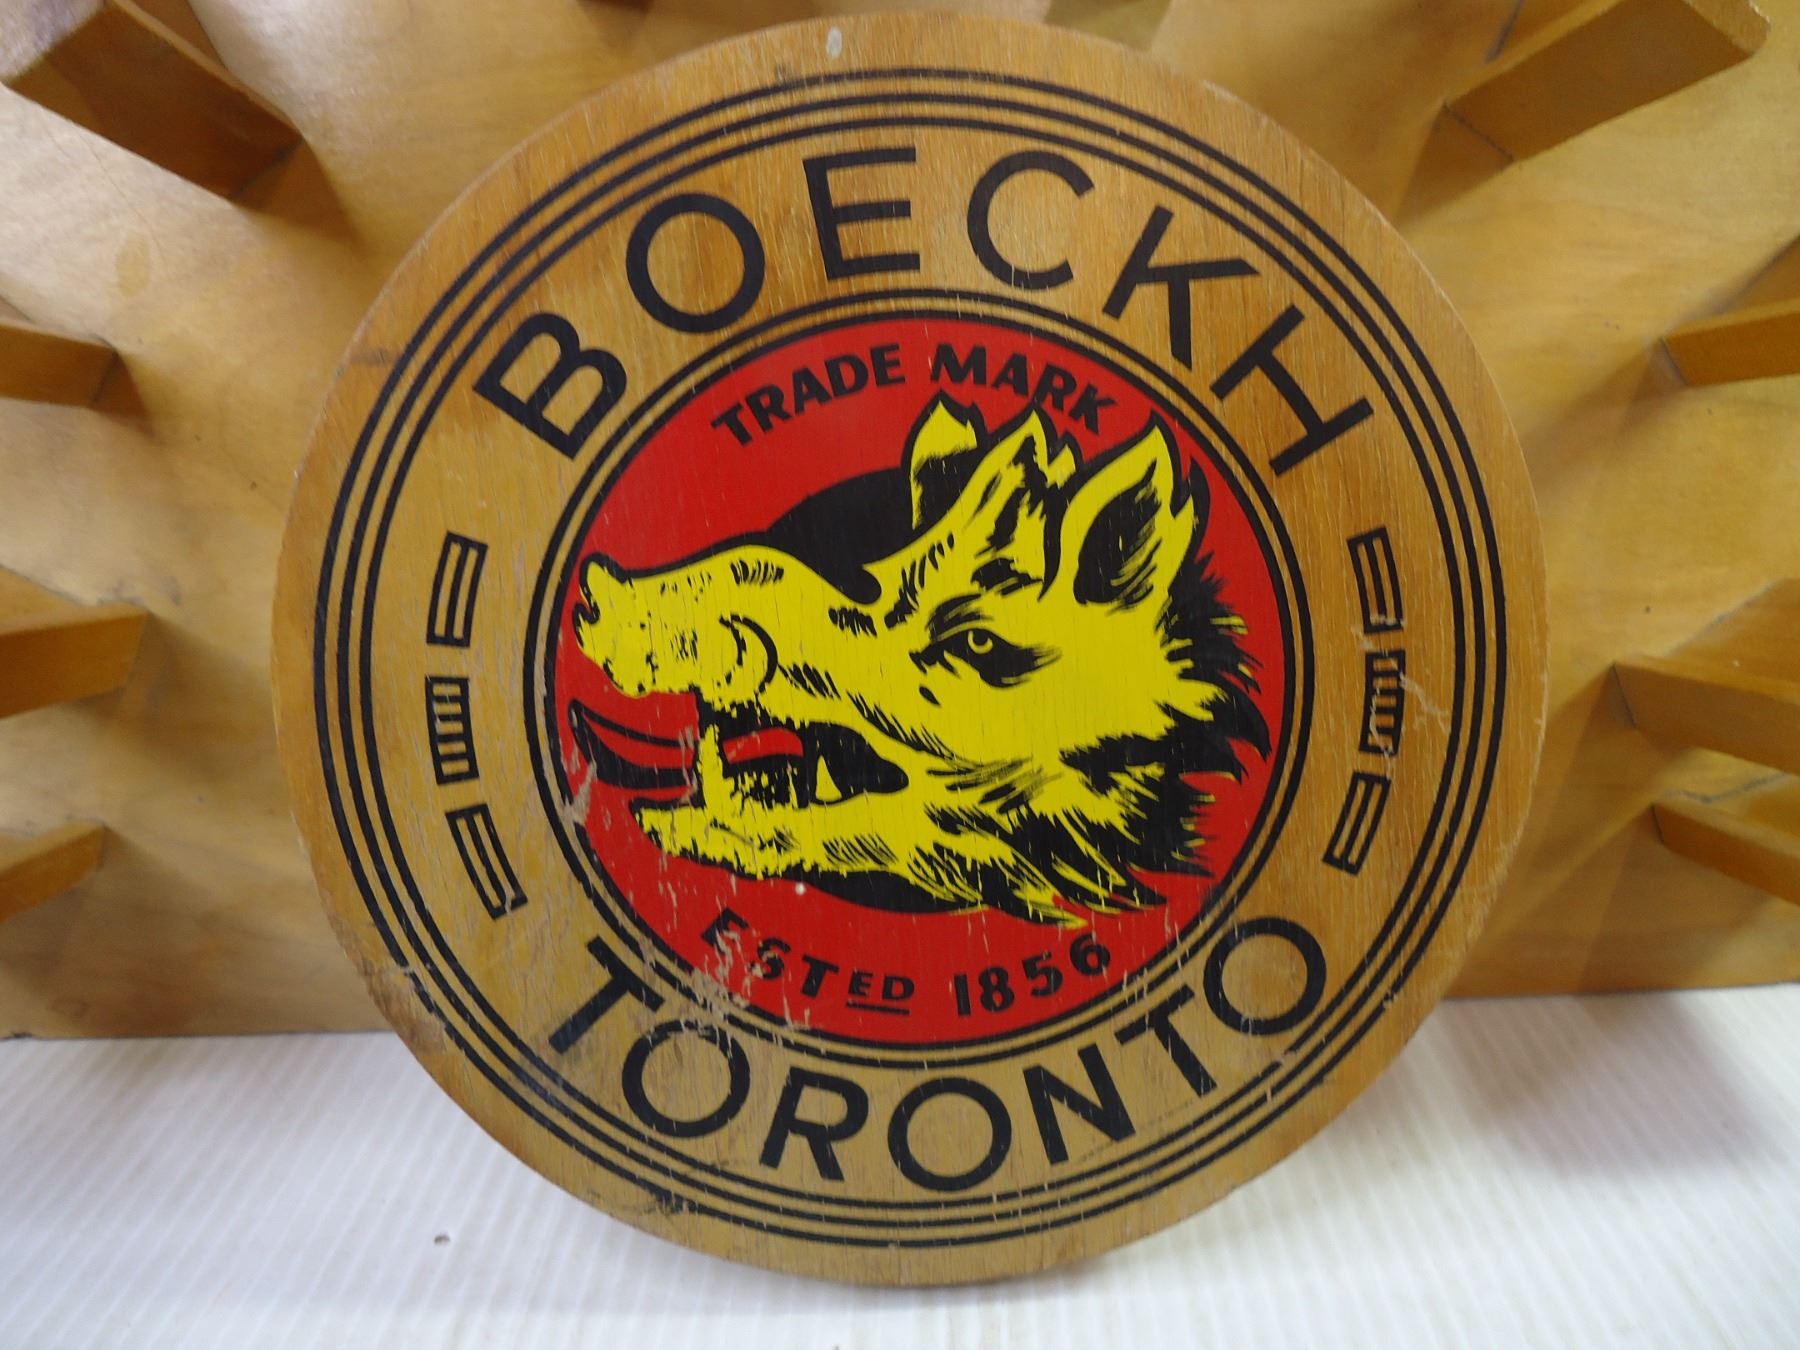 BOECKH
TRADE MARK
ESTED 1856
TORONTO